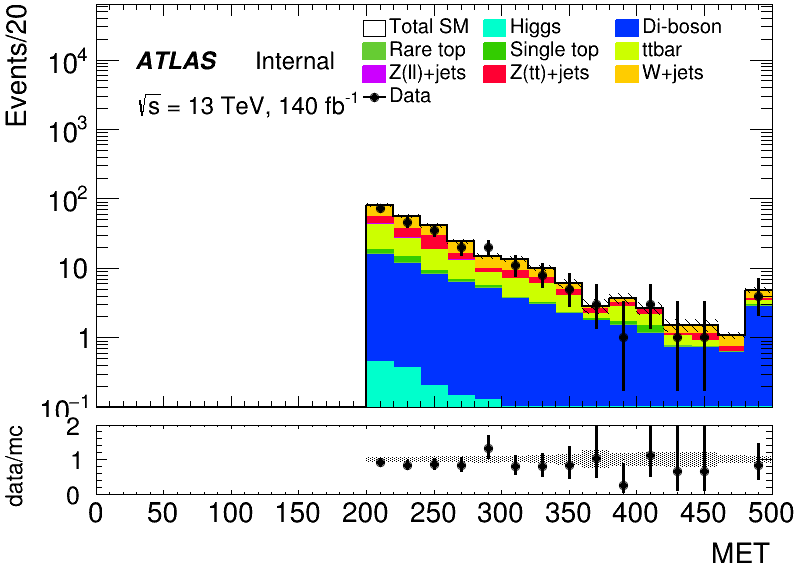 Events/20
10⁴
10³
10²
10
1
10⁻¹
ATLAS Internal
√s = 13 TeV, 140 fb⁻¹
Total SM Higgs Di-boson
Rare top Single top ttbar
Z(ll)+jets Z(tt)+jets W+jets
Data
data/mc
2
1
0
0 50 100 150 200 250 300 350 400 450 500
MET